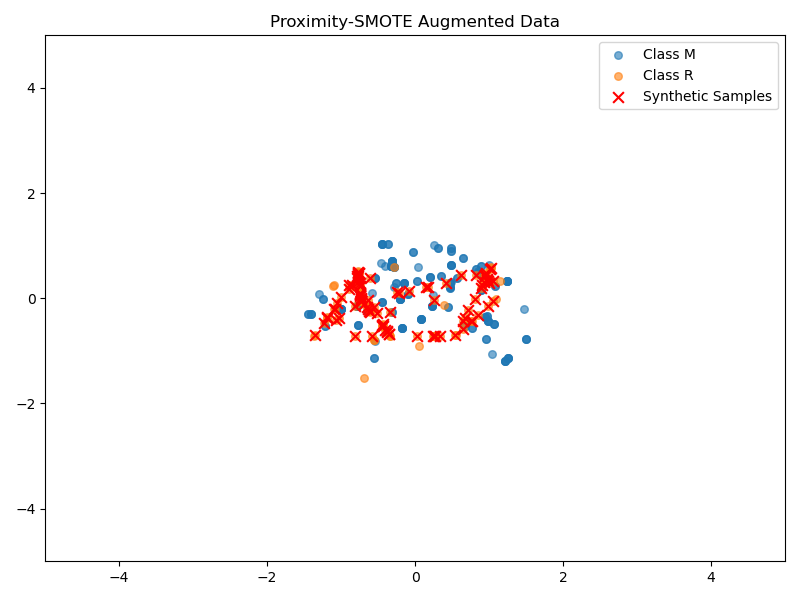 Proximity-SMOTE Augmented Data
Class M
Class R
Synthetic Samples
4
2
0
−2
−4
−4
−2
0
2
4